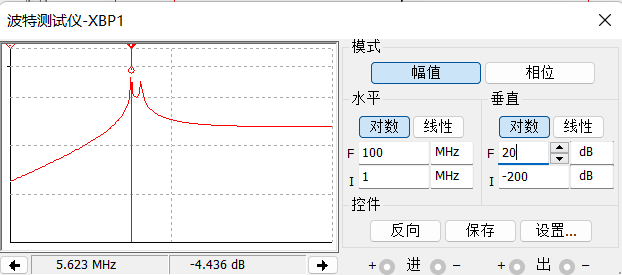 波特测试仪-XBP1
模式
幅值 相位
水平 垂直
对数 线性 对数 线性
F 100 MHz F 20 dB
I 1 MHz I -200 dB
控件
反向 保存 设置...
5.623 MHz -4.436 dB + 进 − + 出 −